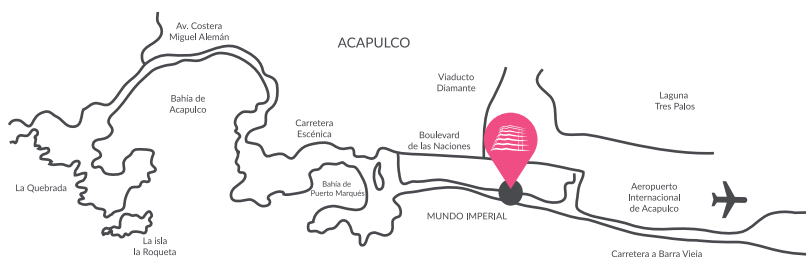 Av. Costera
Miguel Alemán
ACAPULCO
Viaducto
Diamante
Bahía de
Acapulco
Laguna
Tres Palos
Carretera
Escénica
Boulevard
de las Naciones
La Quebrada
Bahía de
Puerto Marqués
Aeropuerto
Internacional
de Acapulco
MUNDO IMPERIAL
La isla
la Roqueta
Carretera a Barra Vieja